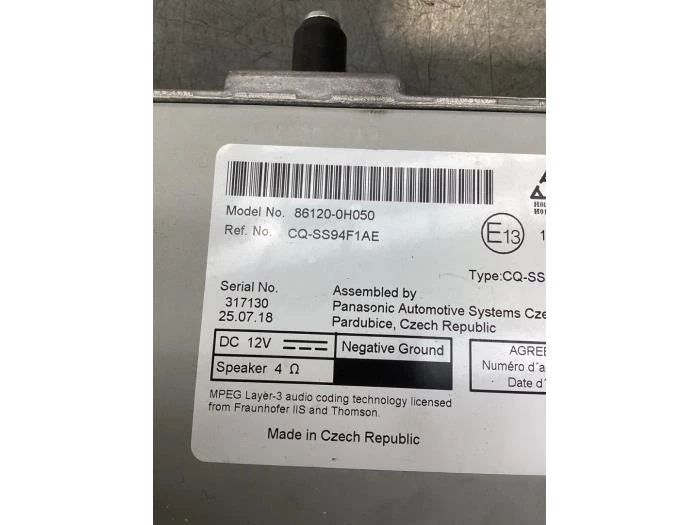 Model No. 86120-0H050
Ref. No. CQ-SS94F1AE
E13
1
Type:CQ-SS
Serial No.
317130
25.07.18
Assembled by
Panasonic Automotive Systems Cze
Pardubice, Czech Republic
DC 12V
Negative Ground
Speaker 4 Ω
AGREE
Numéro d'a
Date d'
MPEG Layer-3 audio coding technology licensed
from Fraunhofer IIS and Thomson.
Made in Czech Republic